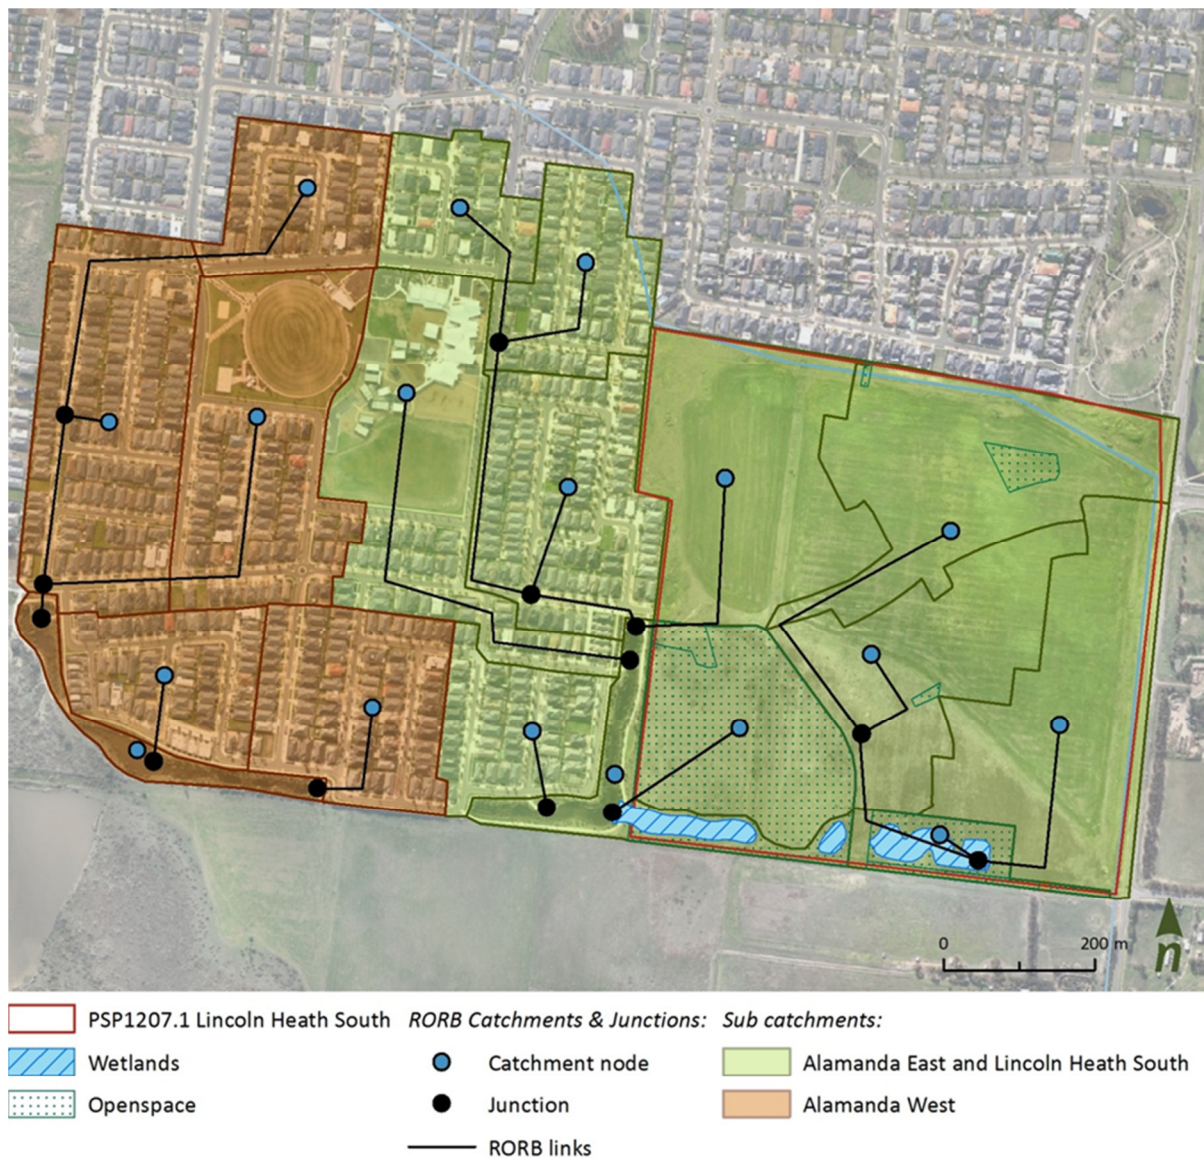 0 200 m
n
PSP1207.1 Lincoln Heath South RORB Catchments & Junctions: Sub catchments:
Wetlands Catchment node Alamanda East and Lincoln Heath South
Openspace Junction Alamanda West
RORB links